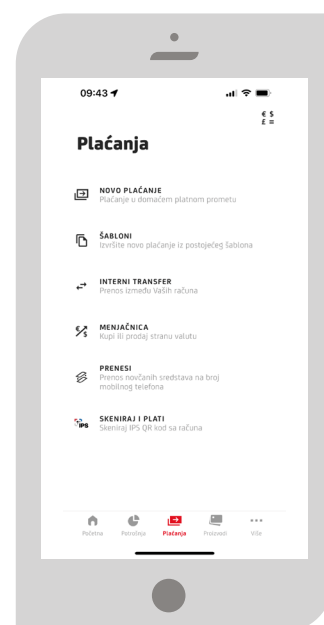 09:43
€ $
£ =
Plaćanja
NOVO PLAĆANJE
Plaćanje u domaćem platnom prometu
ŠABLONI
Izvršite novo plaćanje iz postojećeg šablona
INTERNI TRANSFER
Prenos između Vaših računa
€ $
MENJAČNICA
Kupi ili prodaj stranu valutu
PRENESI
Prenos novčanih sredstava na broj
mobilnog telefona
IPS
SKENIRAJ I PLATI
Skeniraj IPS QR kod sa računa
Početna Potrošnja Plaćanja Proizvodi Više